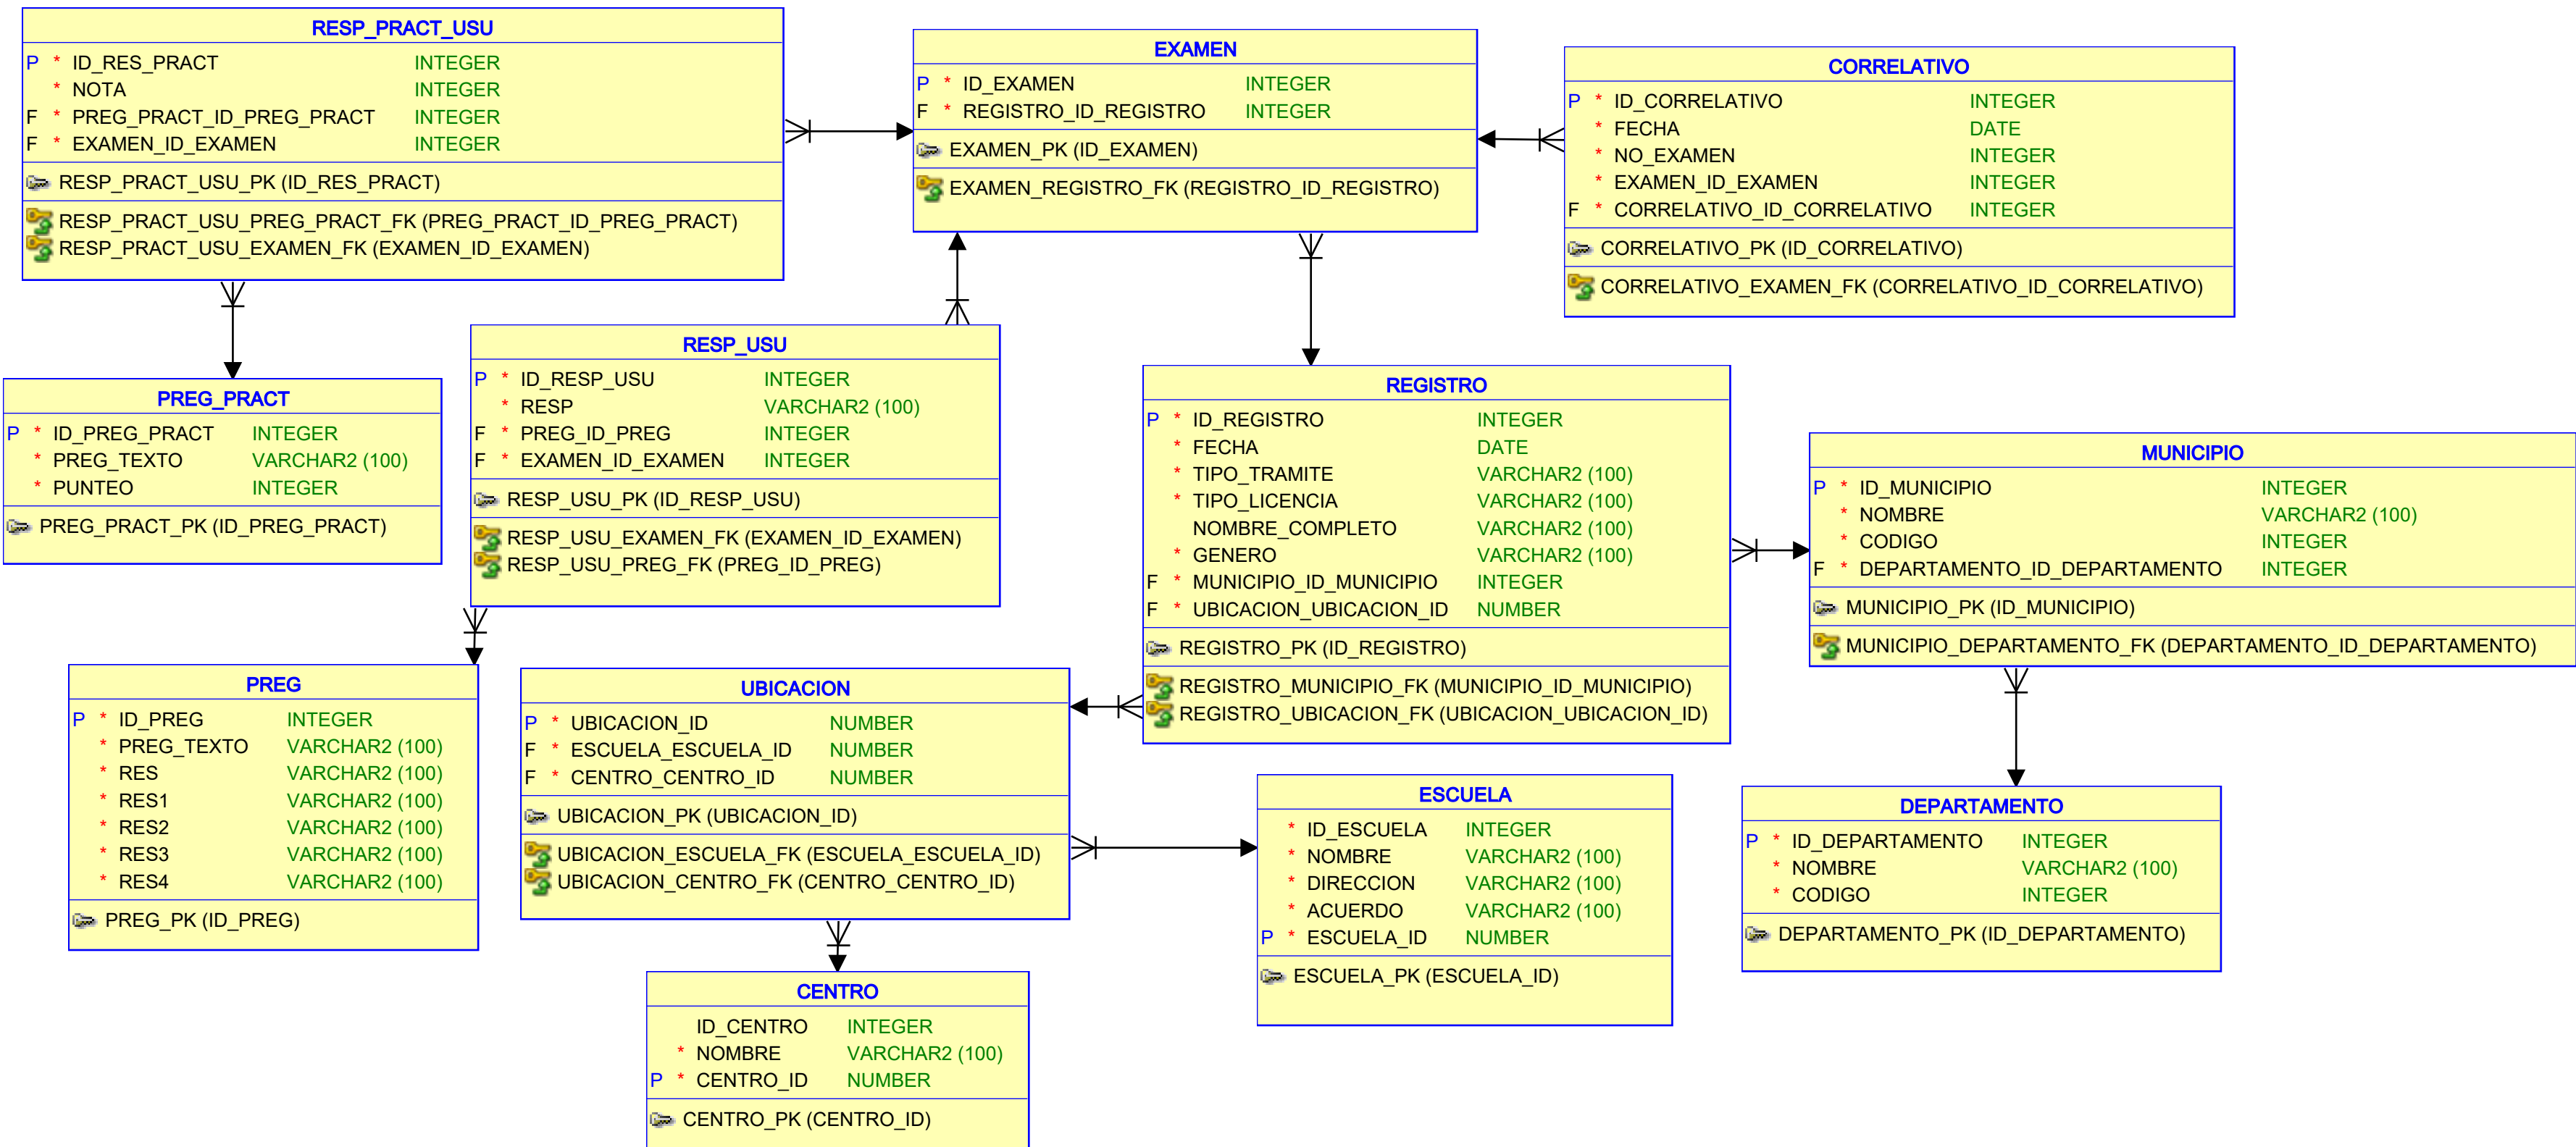 RESP_PRACT_USU
P * ID_RES_PRACT INTEGER
* NOTA INTEGER
F * PREG_PRACT_ID_PREG_PRACT INTEGER
F * EXAMEN_ID_EXAMEN INTEGER
RESP_PRACT_USU_PK (ID_RES_PRACT)
RESP_PRACT_USU_PREG_PRACT_FK (PREG_PRACT_ID_PREG_PRACT)
RESP_PRACT_USU_EXAMEN_FK (EXAMEN_ID_EXAMEN)
EXAMEN
P * ID_EXAMEN INTEGER
F * REGISTRO_ID_REGISTRO INTEGER
EXAMEN_PK (ID_EXAMEN)
EXAMEN_REGISTRO_FK (REGISTRO_ID_REGISTRO)
CORRELATIVO
P * ID_CORRELATIVO INTEGER
* FECHA DATE
* NO_EXAMEN INTEGER
* EXAMEN_ID_EXAMEN INTEGER
F * CORRELATIVO_ID_CORRELATIVO INTEGER
CORRELATIVO_PK (ID_CORRELATIVO)
CORRELATIVO_EXAMEN_FK (CORRELATIVO_ID_CORRELATIVO)
PREG_PRACT
P * ID_PREG_PRACT INTEGER
* PREG_TEXTO VARCHAR2 (100)
* PUNTEO INTEGER
PREG_PRACT_PK (ID_PREG_PRACT)
RESP_USU
P * ID_RESP_USU INTEGER
* RESP VARCHAR2 (100)
F * PREG_ID_PREG INTEGER
F * EXAMEN_ID_EXAMEN INTEGER
RESP_USU_PK (ID_RESP_USU)
RESP_USU_EXAMEN_FK (EXAMEN_ID_EXAMEN)
RESP_USU_PREG_FK (PREG_ID_PREG)
REGISTRO
P * ID_REGISTRO INTEGER
* FECHA DATE
* TIPO_TRAMITE VARCHAR2 (100)
* TIPO_LICENCIA VARCHAR2 (100)
NOMBRE_COMPLETO VARCHAR2 (100)
* GENERO VARCHAR2 (100)
F * MUNICIPIO_ID_MUNICIPIO INTEGER
F * UBICACION_UBICACION_ID NUMBER
REGISTRO_PK (ID_REGISTRO)
REGISTRO_MUNICIPIO_FK (MUNICIPIO_ID_MUNICIPIO)
REGISTRO_UBICACION_FK (UBICACION_UBICACION_ID)
MUNICIPIO
P * ID_MUNICIPIO INTEGER
* NOMBRE VARCHAR2 (100)
* CODIGO INTEGER
F * DEPARTAMENTO_ID_DEPARTAMENTO INTEGER
MUNICIPIO_PK (ID_MUNICIPIO)
MUNICIPIO_DEPARTAMENTO_FK (DEPARTAMENTO_ID_DEPARTAMENTO)
PREG
P * ID_PREG INTEGER
* PREG_TEXTO VARCHAR2 (100)
* RES VARCHAR2 (100)
* RES1 VARCHAR2 (100)
* RES2 VARCHAR2 (100)
* RES3 VARCHAR2 (100)
* RES4 VARCHAR2 (100)
PREG_PK (ID_PREG)
UBICACION
P * UBICACION_ID NUMBER
F * ESCUELA_ESCUELA_ID NUMBER
F * CENTRO_CENTRO_ID NUMBER
UBICACION_PK (UBICACION_ID)
UBICACION_ESCUELA_FK (ESCUELA_ESCUELA_ID)
UBICACION_CENTRO_FK (CENTRO_CENTRO_ID)
ESCUELA
* ID_ESCUELA INTEGER
* NOMBRE VARCHAR2 (100)
* DIRECCION VARCHAR2 (100)
* ACUERDO VARCHAR2 (100)
P * ESCUELA_ID NUMBER
ESCUELA_PK (ESCUELA_ID)
DEPARTAMENTO
P * ID_DEPARTAMENTO INTEGER
* NOMBRE VARCHAR2 (100)
* CODIGO INTEGER
DEPARTAMENTO_PK (ID_DEPARTAMENTO)
CENTRO
ID_CENTRO INTEGER
* NOMBRE VARCHAR2 (100)
P * CENTRO_ID NUMBER
CENTRO_PK (CENTRO_ID)